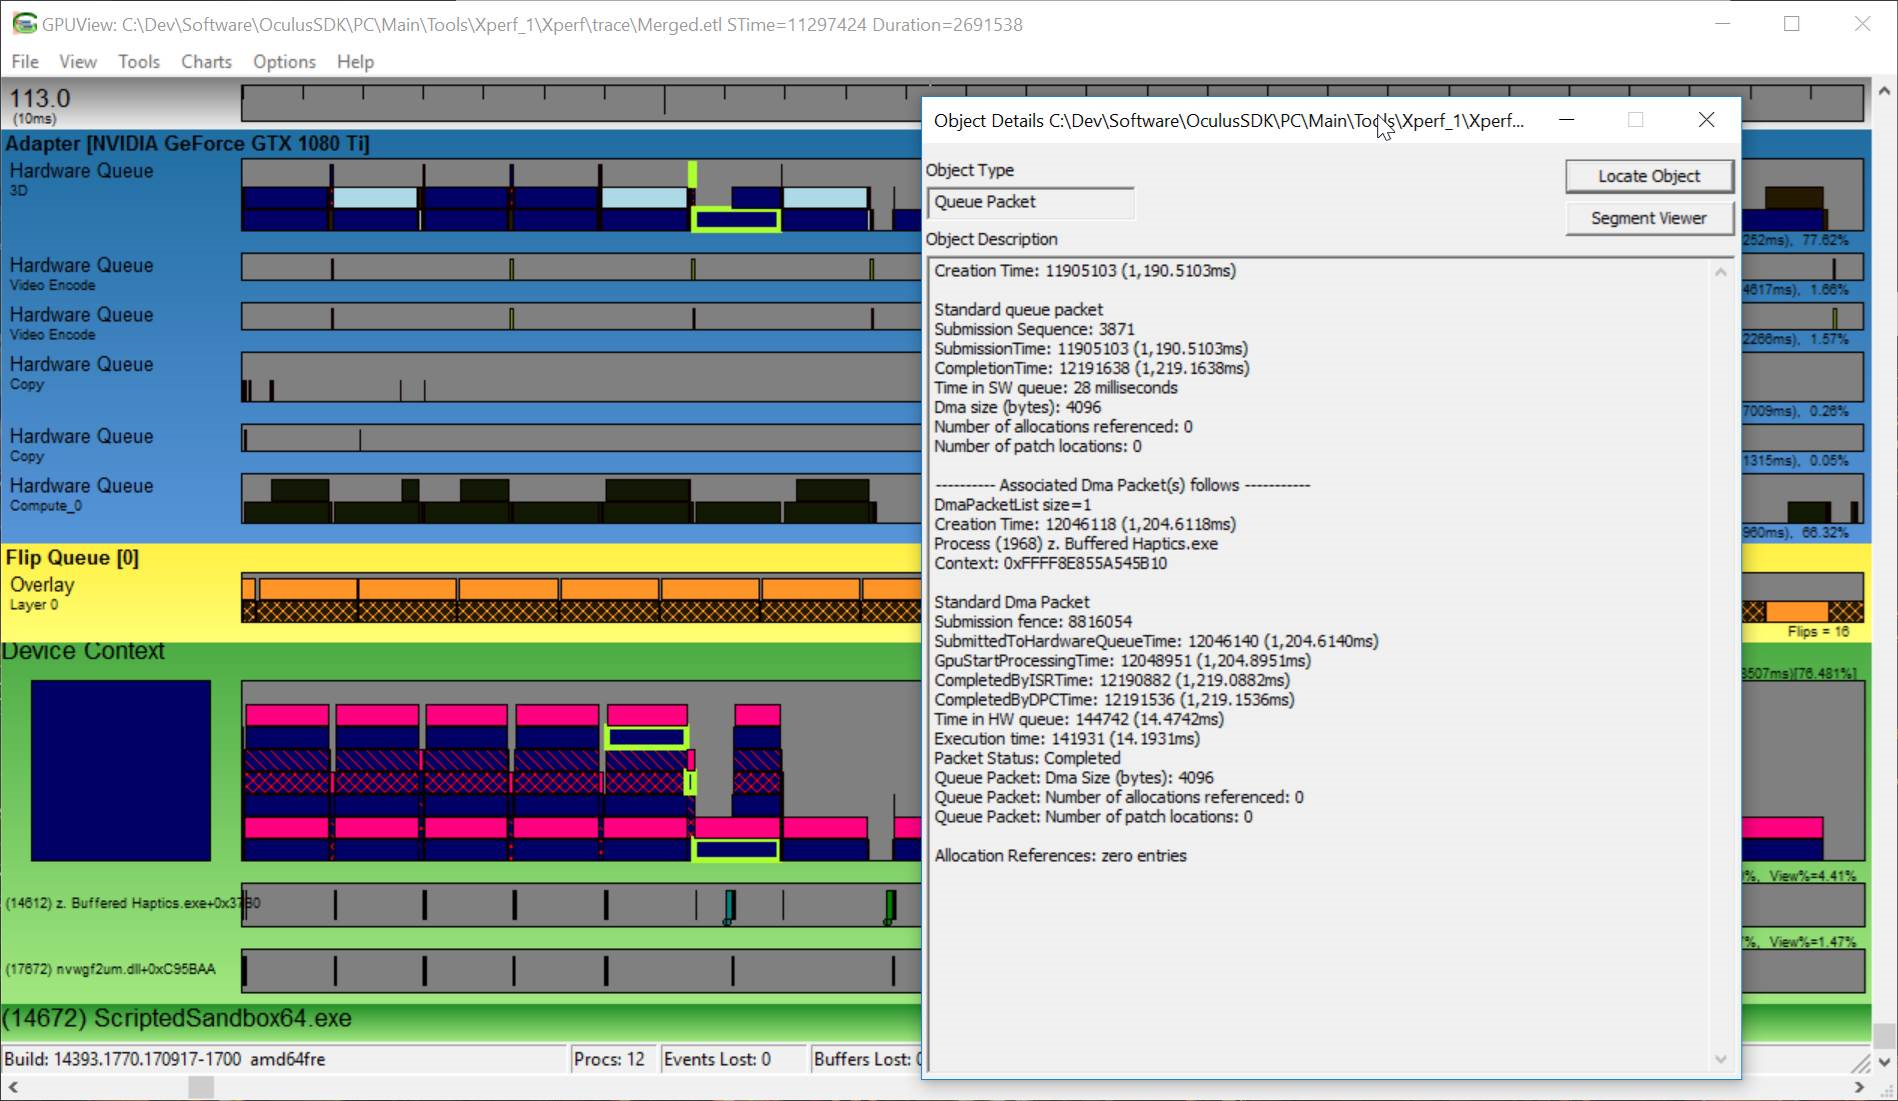 GPUView: C:\Dev\Software\OculusSDK\PC\Main\Tools\Xperf_1\Xperf\trace\Merged.etl STime=11297424 Duration=2691538
File View Tools Charts Options Help
113.0
(10ms)
Adapter [NVIDIA GeForce GTX 1080 Ti]
Hardware Queue
3D
252ms), 77.62%
Hardware Queue
Video Encode
4617ms), 1.66%
Hardware Queue
Video Encode
2266ms), 1.57%
Hardware Queue
Copy
7009ms), 0.26%
Hardware Queue
Copy
1315ms), 0.05%
Hardware Queue
Compute_0
960ms), 66.32%
Flip Queue [0]
Overlay
Layer 0
Flips = 16
Device Context
3507ms)[76.481%]
%, View%=4.41%
(14612) z. Buffered Haptics.exe+0x37B0
%, View%=1.47%
(17672) nvwgf2um.dll+0xC95BAA
(14672) ScriptedSandbox64.exe
Build: 14393.1770.170917-1700 amd64fre
Procs: 12
Events Lost: 0
Buffers Lost: 0
Object Details C:\Dev\Software\OculusSDK\PC\Main\Tools\Xperf_1\Xperf...
Object Type
Queue Packet
Locate Object
Segment Viewer
Object Description
Creation Time: 11905103 (1,190.5103ms)
Standard queue packet
Submission Sequence: 3871
SubmissionTime: 11905103 (1,190.5103ms)
CompletionTime: 12191638 (1,219.1638ms)
Time in SW queue: 28 milliseconds
Dma size (bytes): 4096
Number of allocations referenced: 0
Number of patch locations: 0
---------- Associated Dma Packet(s) follows -----------
DmaPacketList size=1
Creation Time: 12046118 (1,204.6118ms)
Process (1968) z. Buffered Haptics.exe
Context: 0xFFFF8E855A545B10
Standard Dma Packet
Submission fence: 8816054
SubmittedToHardwareQueueTime: 12046140 (1,204.6140ms)
GpuStartProcessingTime: 12048951 (1,204.8951ms)
CompletedByISRTime: 12190882 (1,219.0882ms)
CompletedByDPCTime: 12191536 (1,219.1536ms)
Time in HW queue: 144742 (14.4742ms)
Execution time: 141931 (14.1931ms)
Packet Status: Completed
Queue Packet: Dma Size (bytes): 4096
Queue Packet: Number of allocations referenced: 0
Queue Packet: Number of patch locations: 0
Allocation References: zero entries